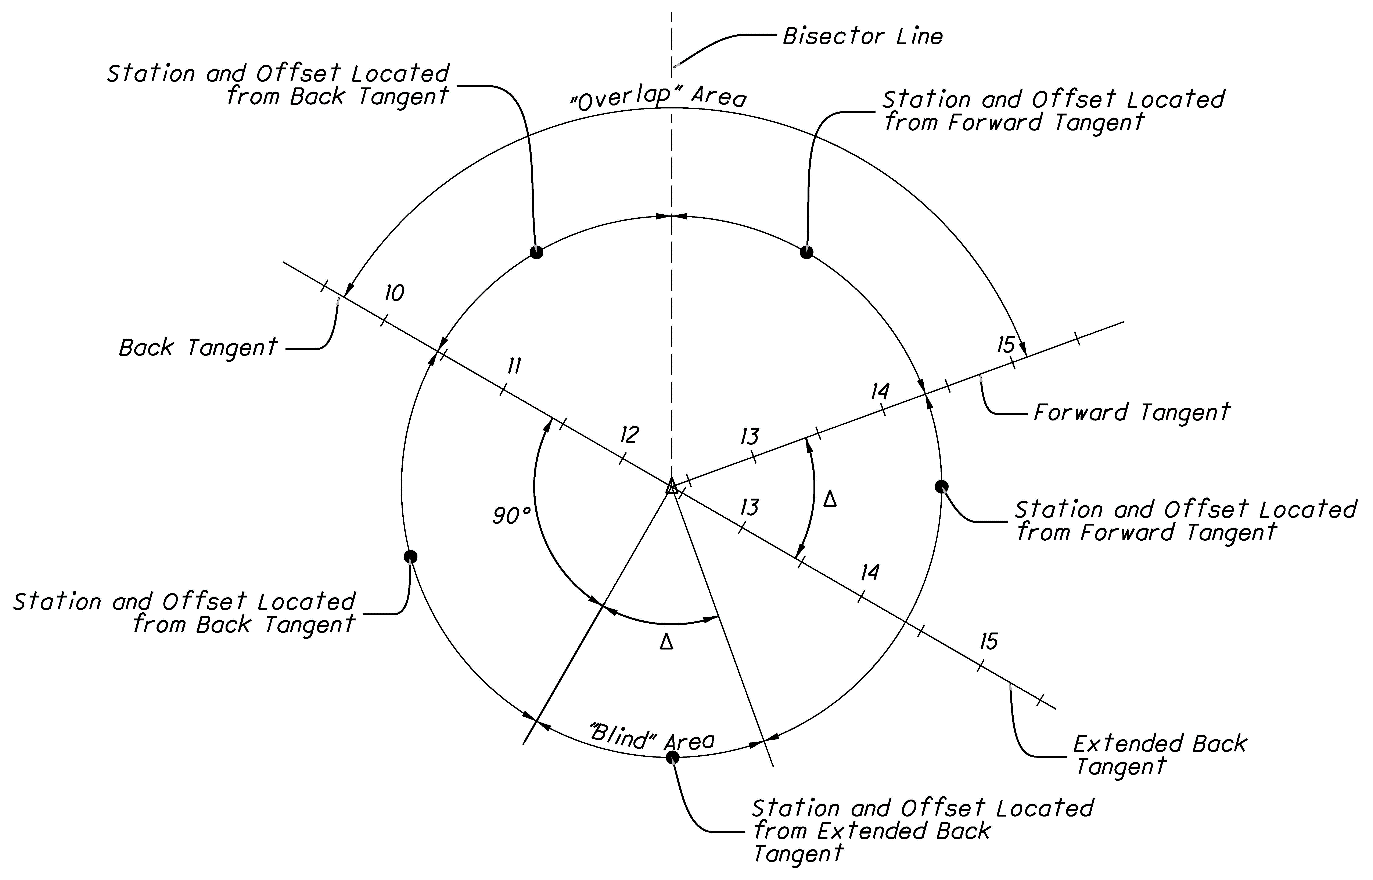 Bisector Line
Station and Offset Located
from Back Tangent
"Overlap" Area
Station and Offset Located
from Forward Tangent
10
Back Tangent
11
12
13
14
15
Forward Tangent
Δ
13
14
15
90°
Δ
Station and Offset Located
from Forward Tangent
Station and Offset Located
from Back Tangent
Δ
"Blind" Area
Extended Back
Tangent
Station and Offset Located
from Extended Back
Tangent